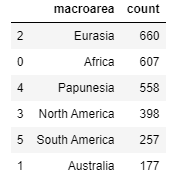 macroarea count
2 Eurasia 660
0 Africa 607
4 Papunesia 558
3 North America 398
5 South America 257
1 Australia 177